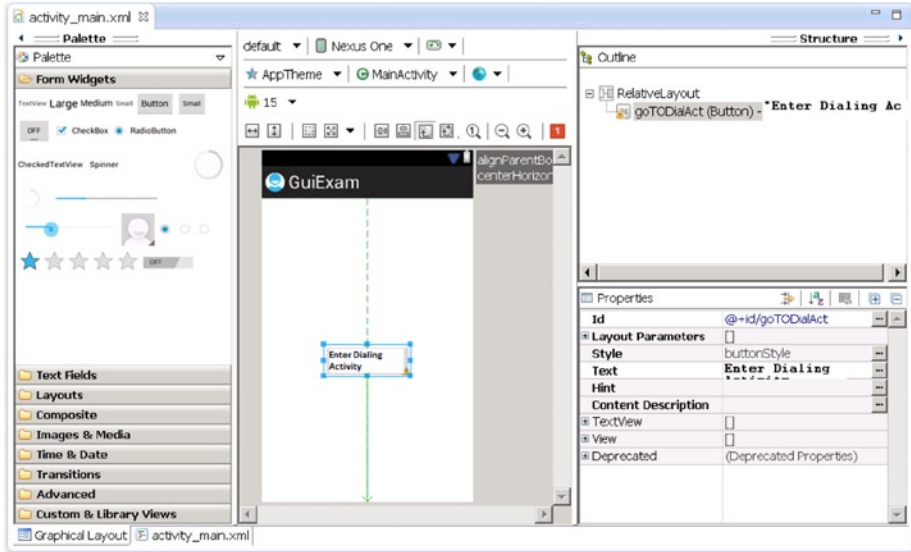 activity_main.xml
Palette
Palette
Form Widgets
TextView Large Medium Small Button Small
OFF CheckBox RadioButton
CheckedTextView Spinner
OFF
Text Fields
Layouts
Composite
Images & Media
Time & Date
Transitions
Advanced
Custom & Library Views
Graphical Layout activity_main.xml
default Nexus One
AppTheme MainActivity
15
1
GuiExam
alignParentBo
centerHorizon
Enter Dialing
Activity
Structure
Outline
RelativeLayout
goTODialAct (Button) - "Enter Dialing Ac
Properties
Id @+id/goTODialAct
Layout Parameters []
Style buttonStyle
Text Enter Dialing
Hint
Content Description
TextView []
View []
Deprecated (Deprecated Properties)